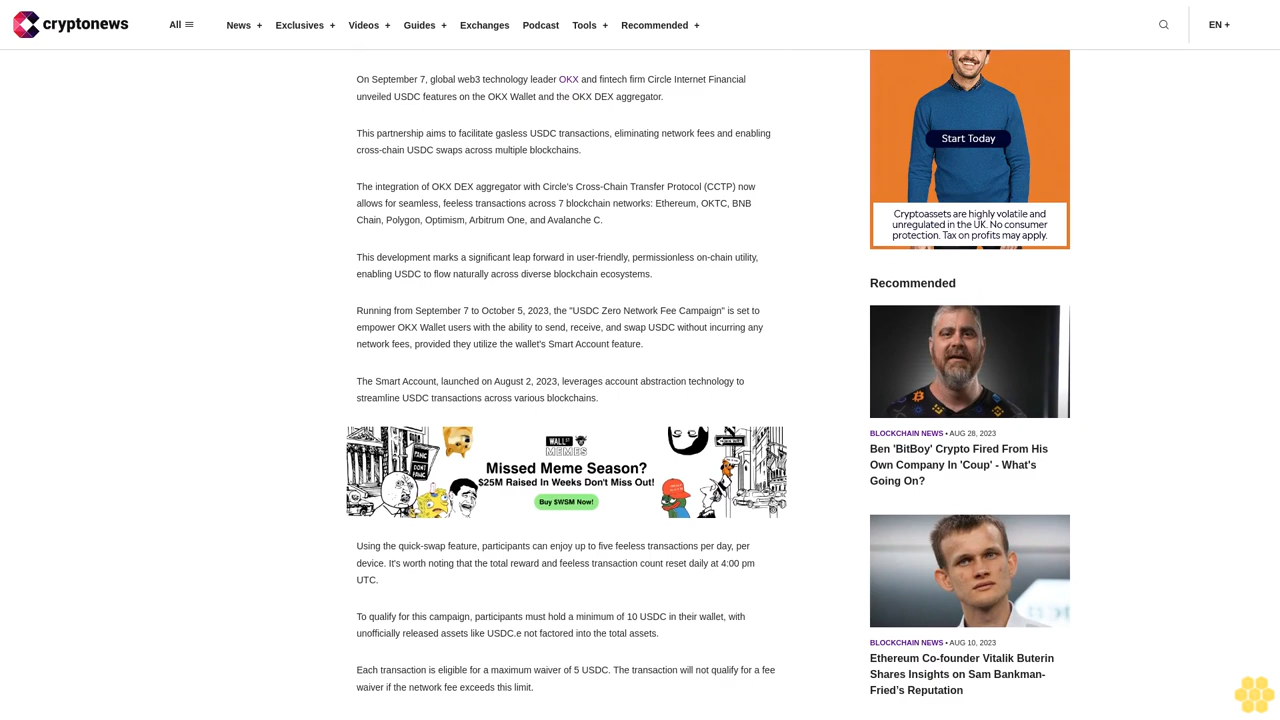 cryptonews
All
News +
Exclusives +
Videos +
Guides +
Exchanges
Podcast
Tools +
Recommended +
EN +
On September 7, global web3 technology leader OKX and fintech firm Circle Internet Financial
unveiled USDC features on the OKX Wallet and the OKX DEX aggregator.
This partnership aims to facilitate gasless USDC transactions, eliminating network fees and enabling
cross-chain USDC swaps across multiple blockchains.
The integration of OKX DEX aggregator with Circle's Cross-Chain Transfer Protocol (CCTP) now
allows for seamless, feeless transactions across 7 blockchain networks: Ethereum, OKTC, BNB
Chain, Polygon, Optimism, Arbitrum One, and Avalanche C.
This development marks a significant leap forward in user-friendly, permissionless on-chain utility,
enabling USDC to flow naturally across diverse blockchain ecosystems.
Running from September 7 to October 5, 2023, the "USDC Zero Network Fee Campaign" is set to
empower OKX Wallet users with the ability to send, receive, and swap USDC without incurring any
network fees, provided they utilize the wallet's Smart Account feature.
The Smart Account, launched on August 2, 2023, leverages account abstraction technology to
streamline USDC transactions across various blockchains.
PANIC
DON'T
PANIC
WALL ST
MEMES
Missed Meme Season?
$25M Raised In Weeks Don't Miss Out!
Buy $WSM Now!
Using the quick-swap feature, participants can enjoy up to five feeless transactions per day, per
device. It's worth noting that the total reward and feeless transaction count reset daily at 4:00 pm
UTC.
To qualify for this campaign, participants must hold a minimum of 10 USDC in their wallet, with
unofficially released assets like USDC.e not factored into the total assets.
Each transaction is eligible for a maximum waiver of 5 USDC. The transaction will not qualify for a fee
waiver if the network fee exceeds this limit.
Start Today
Cryptoassets are highly volatile and
unregulated in the UK. No consumer
protection. Tax on profits may apply.
Recommended
BLOCKCHAIN NEWS • AUG 28, 2023
Ben 'BitBoy' Crypto Fired From His
Own Company In 'Coup' - What's
Going On?
BLOCKCHAIN NEWS • AUG 10, 2023
Ethereum Co-founder Vitalik Buterin
Shares Insights on Sam Bankman-
Fried's Reputation